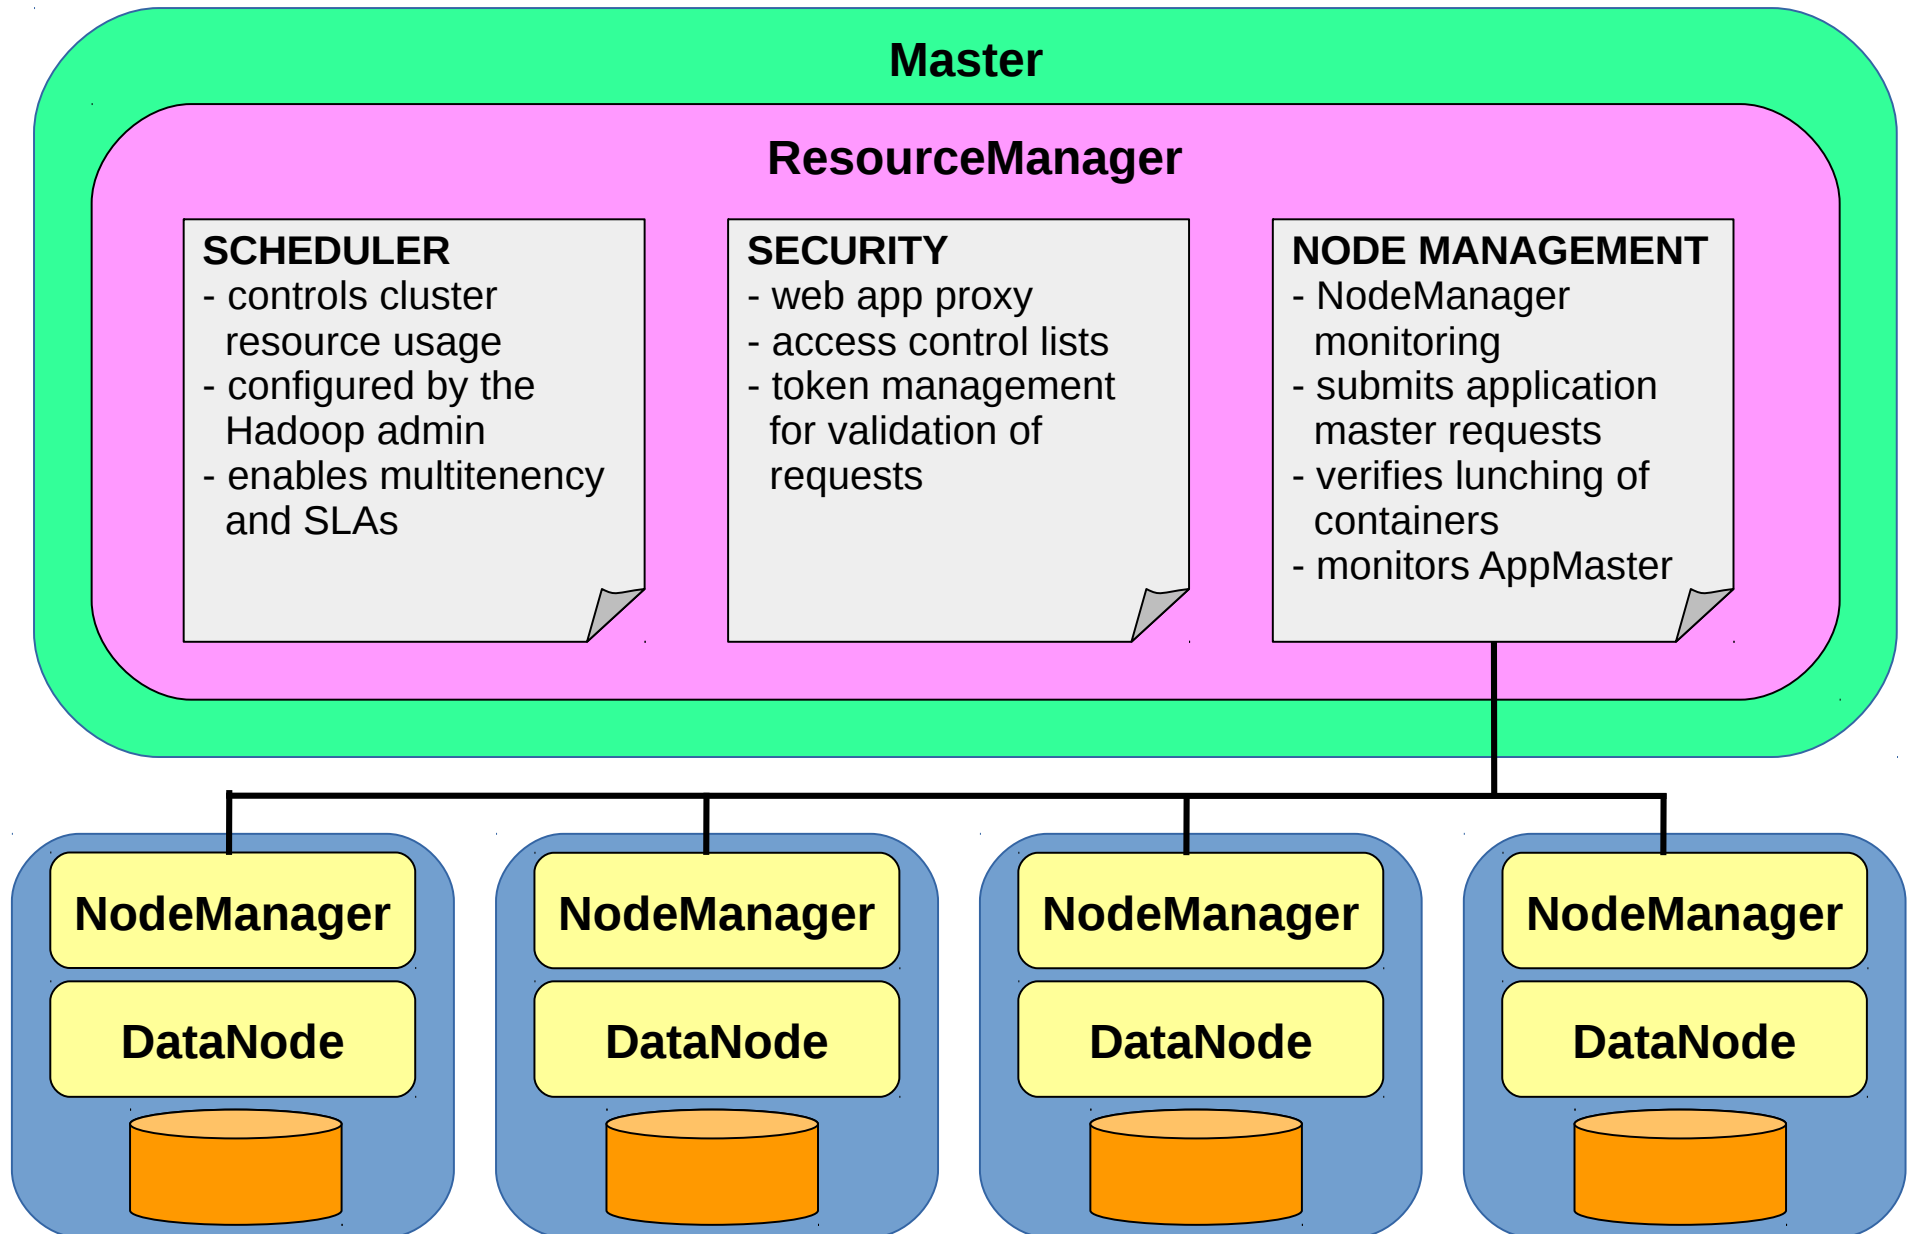 Master
ResourceManager
SCHEDULER
- controls cluster
resource usage
- configured by the
Hadoop admin
- enables multitenency
and SLAs
SECURITY
- web app proxy
- access control lists
- token management
for validation of
requests
NODE MANAGEMENT
- NodeManager
monitoring
- submits application
master requests
- verifies lunching of
containers
- monitors AppMaster
NodeManager
NodeManager
NodeManager
NodeManager
DataNode
DataNode
DataNode
DataNode